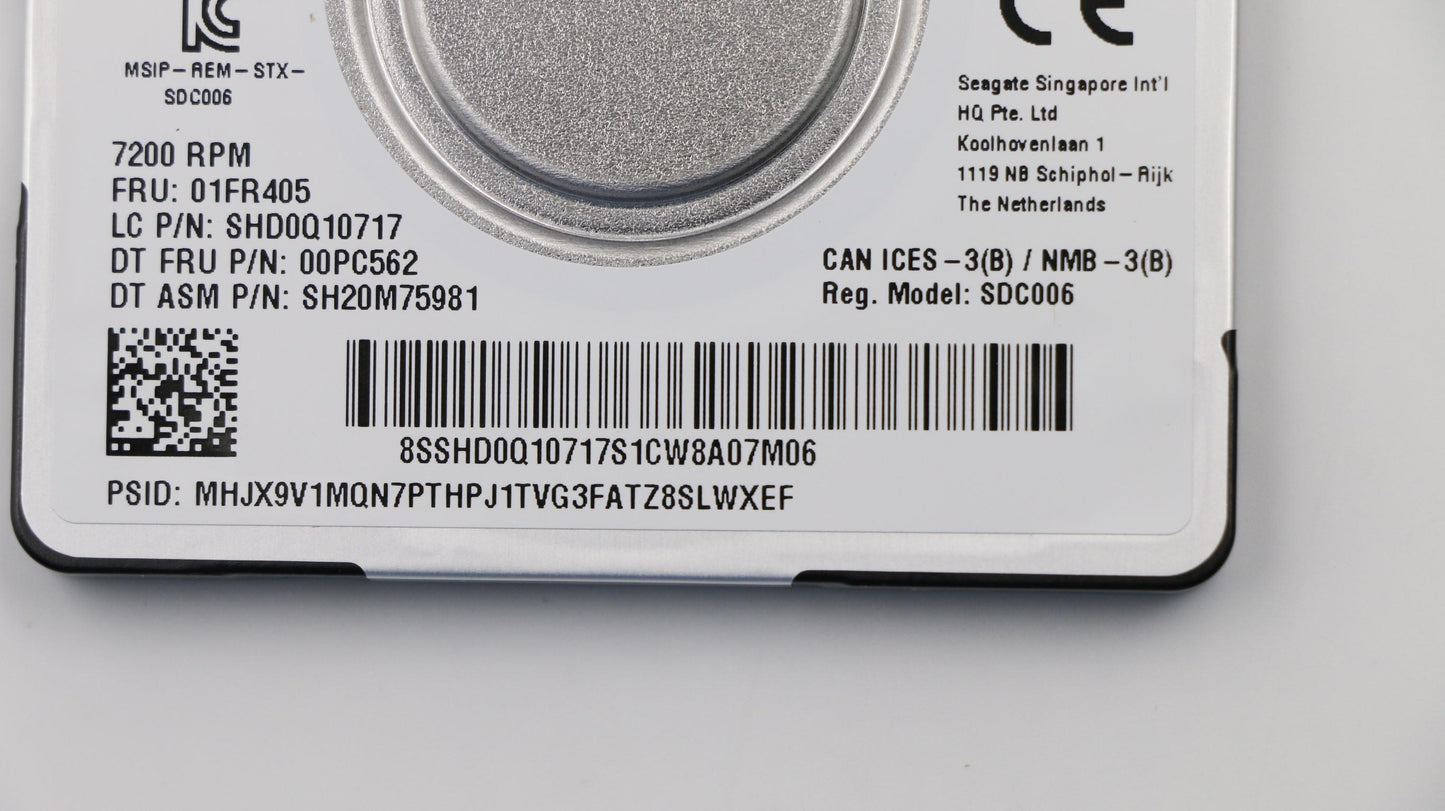 MSIP-REM-STX-
SDC006
CE
Seagate Singapore Int'l
HQ Pte. Ltd
Koolhovenlaan 1
1119 NB Schiphol-Rijk
The Netherlands
7200 RPM
FRU: 01FR405
LC P/N: SHD0Q10717
DT FRU P/N: 00PC562
DT ASM P/N: SH20M75981
CAN ICES-3(B) / NMB-3(B)
Reg. Model: SDC006
8SSHD0Q10717S1CW8A07M06
PSID: MHJX9V1MQN7PTHPJ1TVG3FATZ8SLWXEF